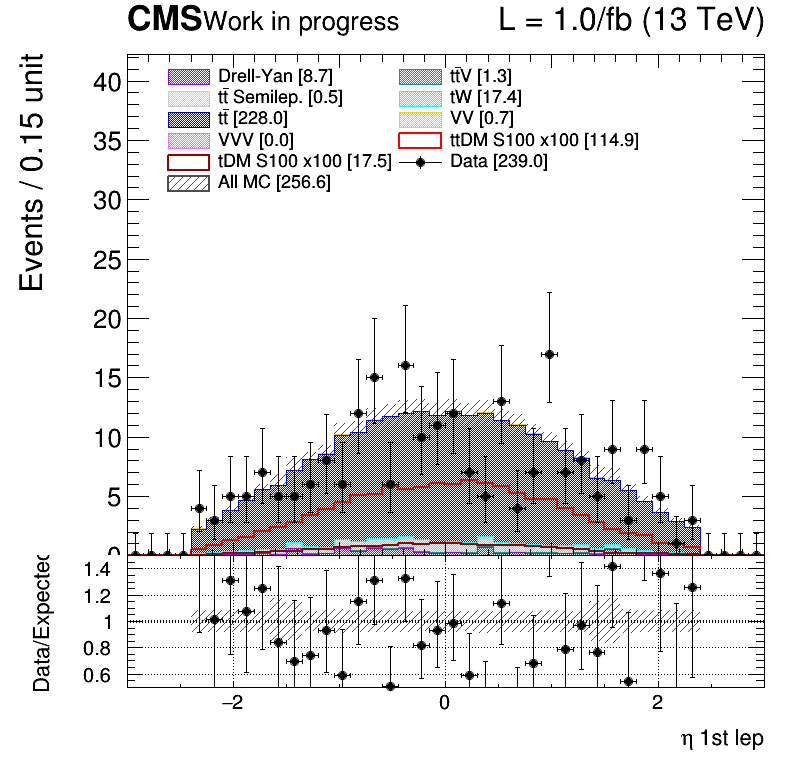 CMS Work in progress L = 1.0/fb (13 TeV)
Events / 0.15 unit
40
35
30
25
20
15
10
5
0
Drell-Yan [8.7] tt̄V [1.3]
tt̄ Semilep. [0.5] tW [17.4]
tt̄ [228.0] VV [0.7]
VVV [0.0] ttDM S100 x100 [114.9]
tDM S100 x100 [17.5] Data [239.0]
All MC [256.6]
Data/Expected
1.4
1.2
1
0.8
0.6
−2 0 2
η 1st lep